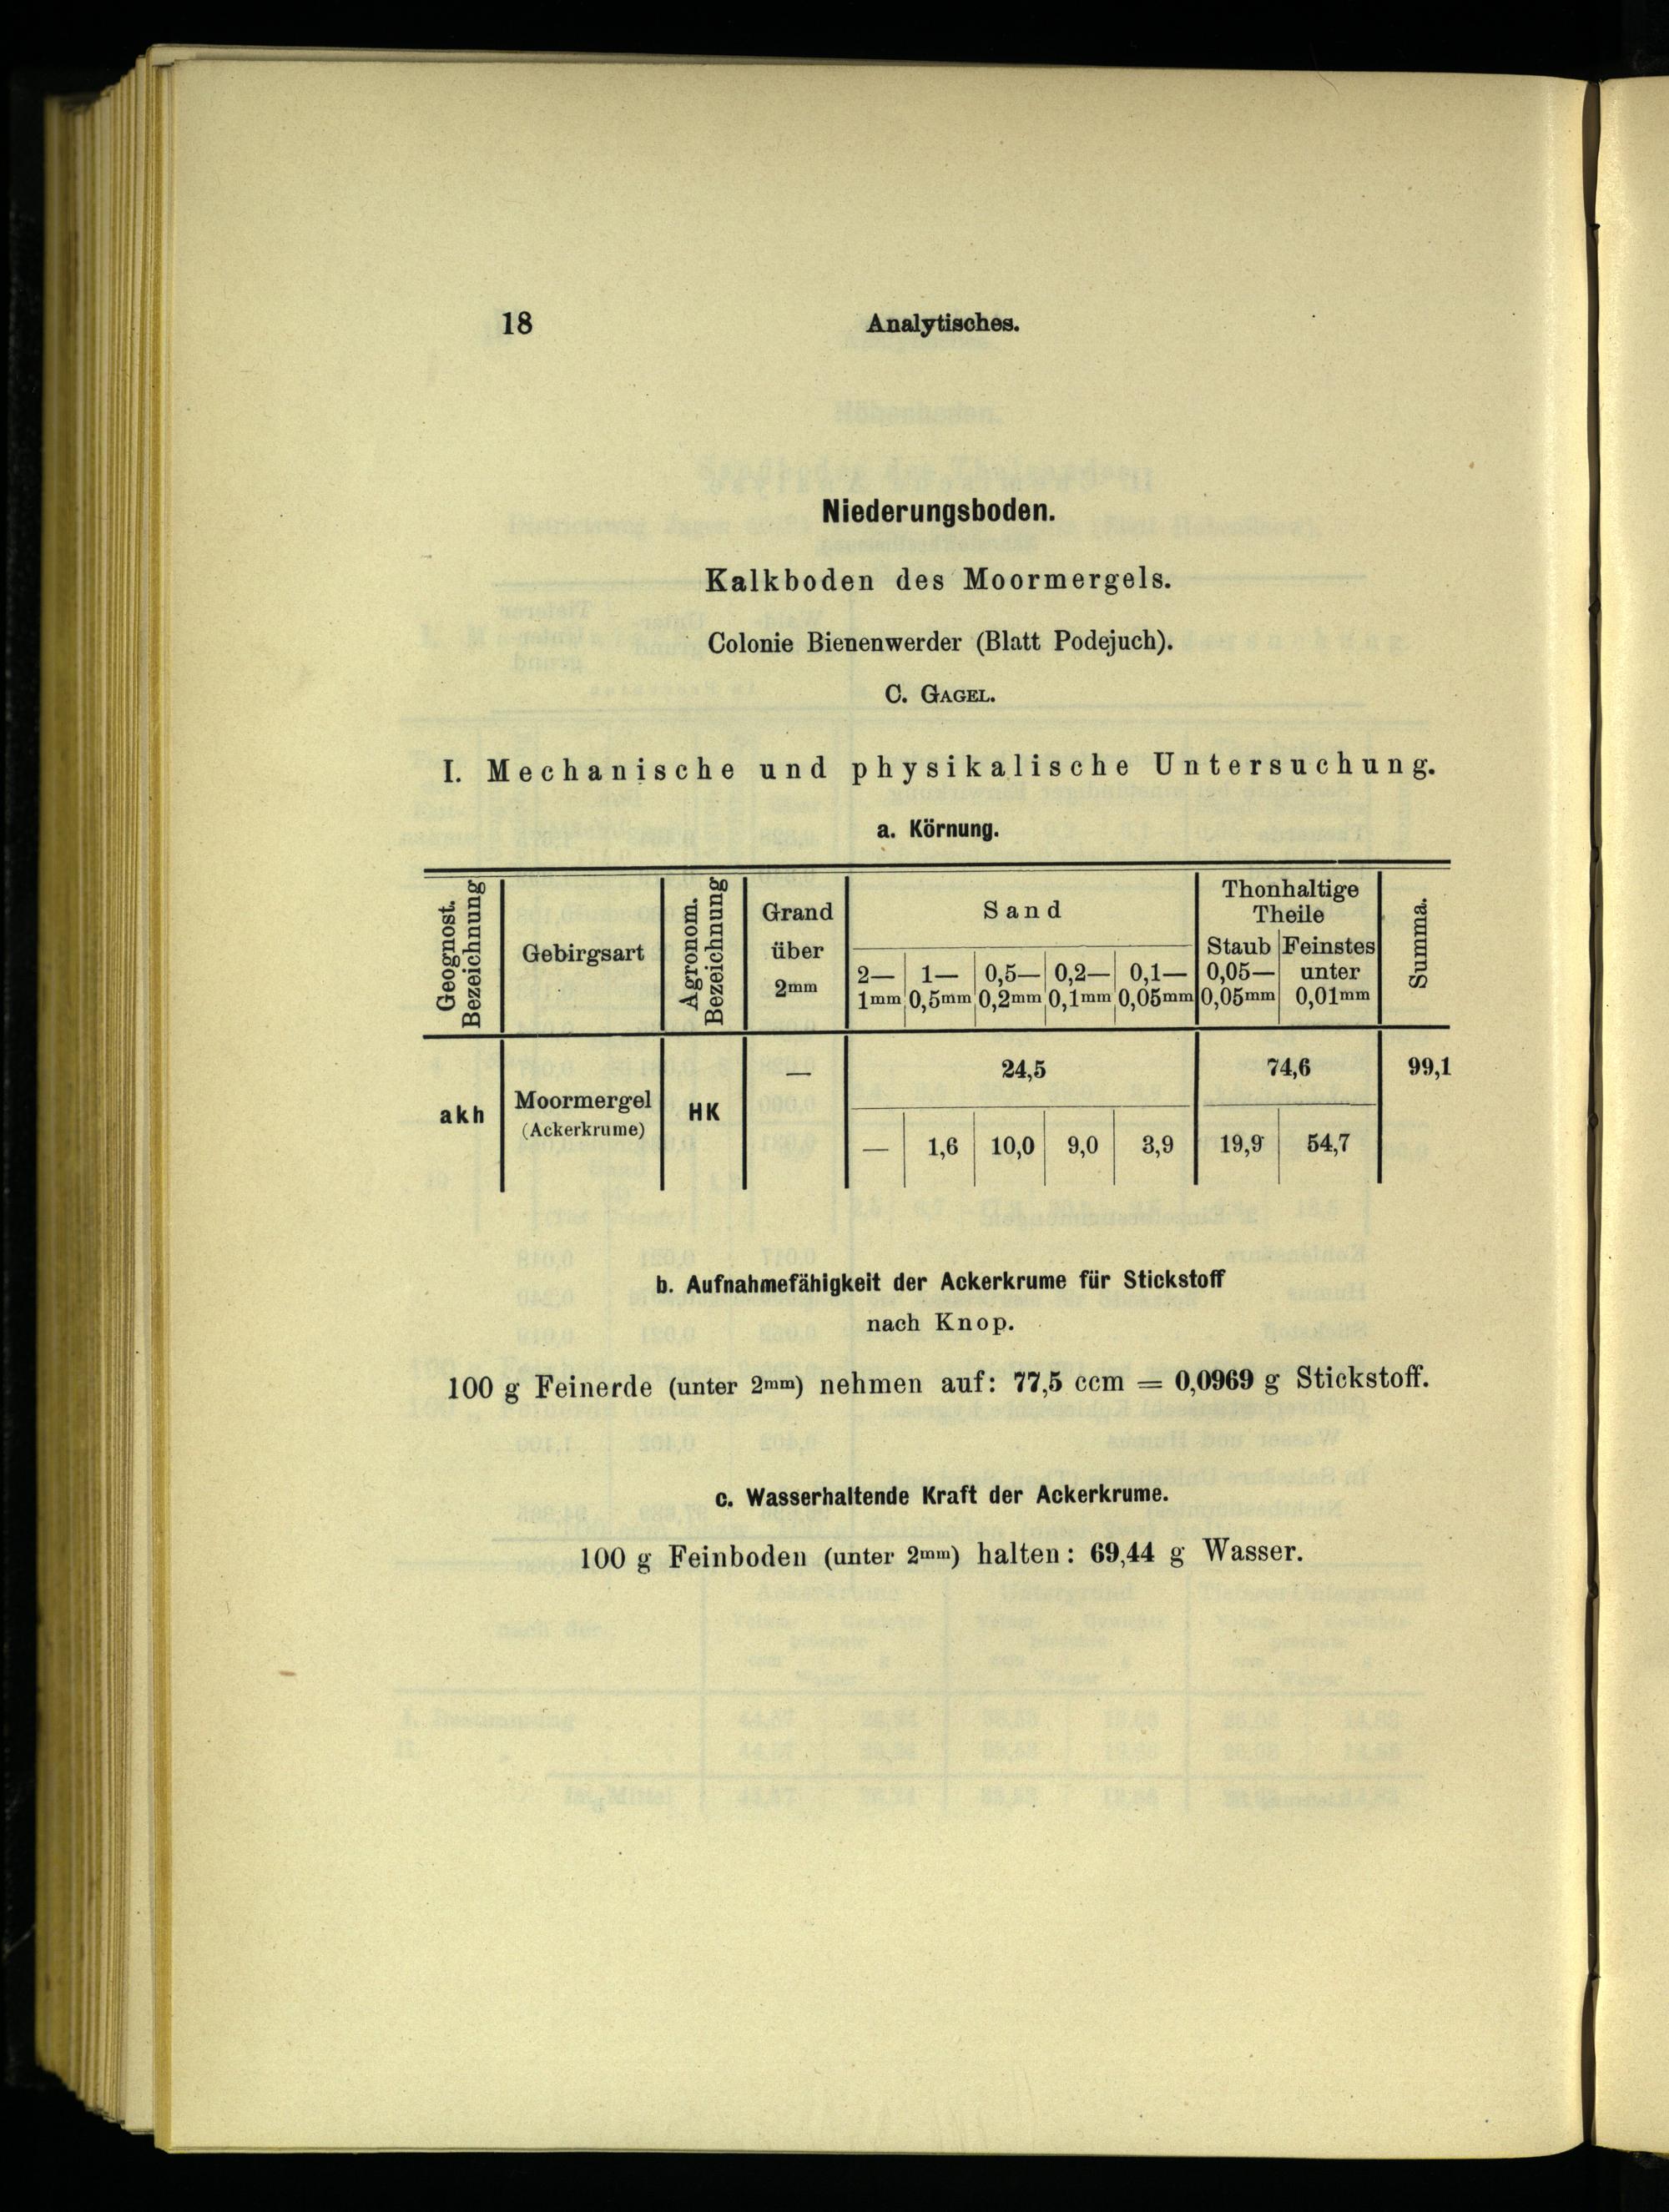 18 Analytisches.
Niederungsboden.
Kalkboden des Moormergels.
Colonie Bienenwerder (Blatt Podejuch).
C. GAGEL.
I. Mechanische und physikalische Untersuchung.
a. Körnung.
Geognost. Bezeichnung
Gebirgsart
Agronom. Bezeichnung
Grand über 2mm
Sand
2— 1mm
1— 0,5mm
0,5— 0,2mm
0,2— 0,1mm
0,1— 0,05mm
Thonhaltige Theile
Staub 0,05— 0,05mm
Feinstes unter 0,01mm
Summa.
— 24,5 74,6 99,1
akh Moormergel (Ackerkrume) HK
— 1,6 10,0 9,0 3,9 19,9 54,7
b. Aufnahmefähigkeit der Ackerkrume für Stickstoff
nach Knop.
100 g Feinerde (unter 2mm) nehmen auf: 77,5 ccm = 0,0969 g Stickstoff.
c. Wasserhaltende Kraft der Ackerkrume.
100 g Feinboden (unter 2mm) halten: 69,44 g Wasser.